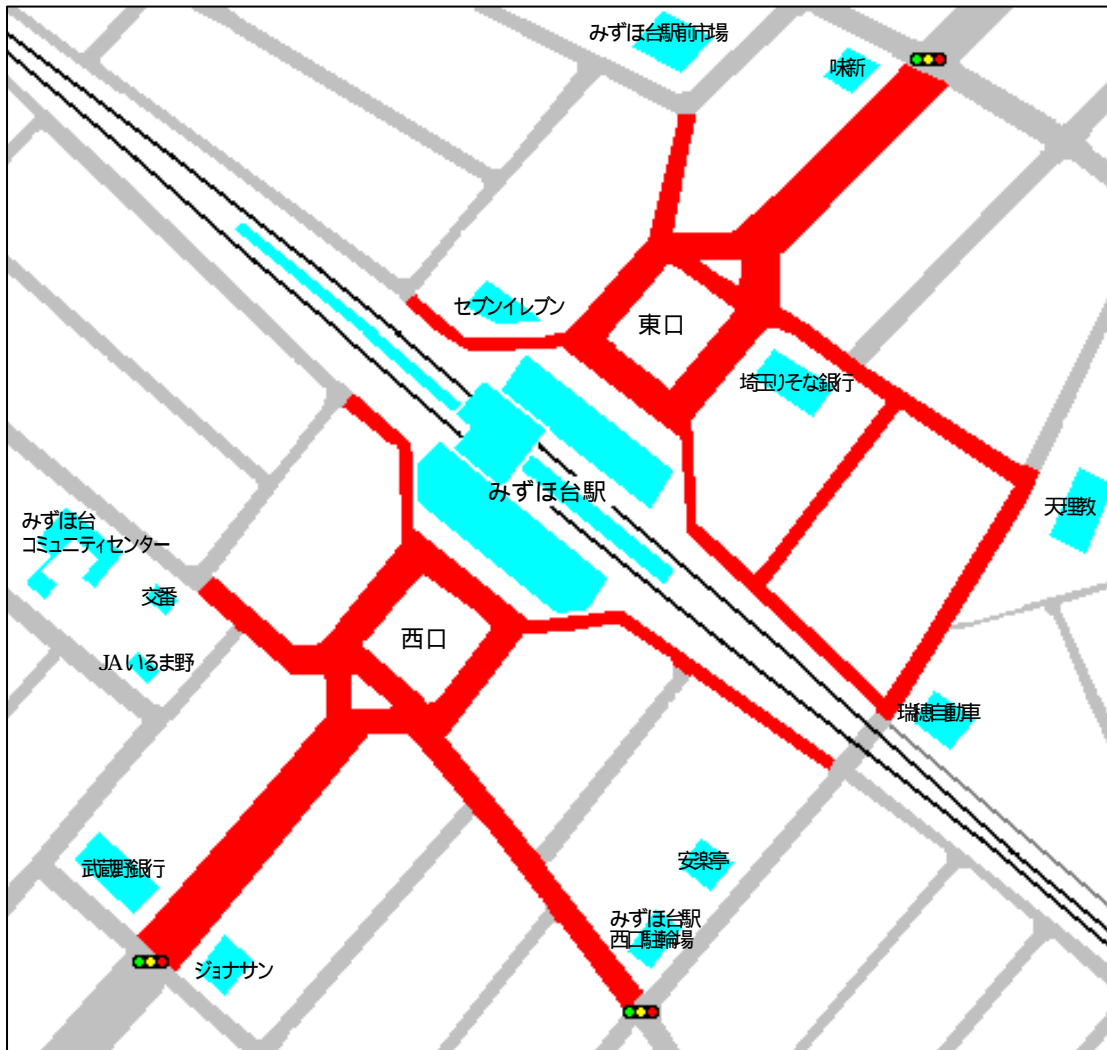 みずほ台駅前市場
味新
セブンイレブン
東口
埼玉りそな銀行
みずほ台駅
天理教
みずほ台
コミュニティセンター
交番
西口
JAいるま野
瑞穂自動車
武蔵野銀行
安楽亭
みずほ台駅
西口駐輪場
ジョナサン